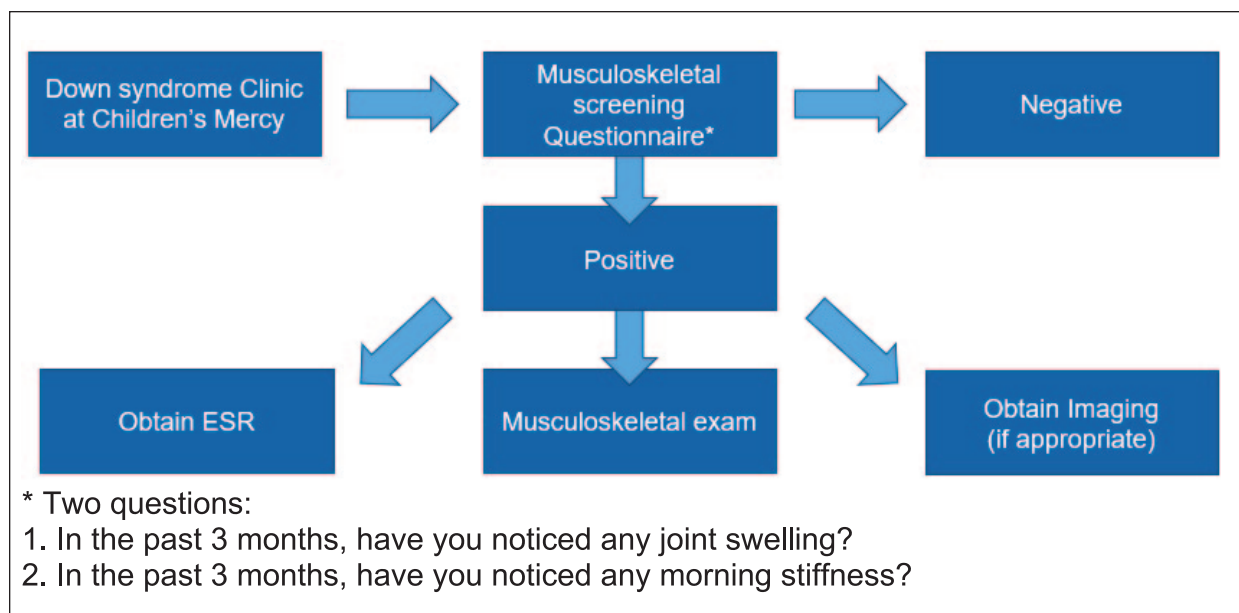 Down syndrome Clinic
at Children's Mercy
Musculoskeletal
screening
Questionnaire*
Negative
Positive
Obtain ESR
Musculoskeletal exam
Obtain Imaging
(if appropriate)
* Two questions:
1. In the past 3 months, have you noticed any joint swelling?
2. In the past 3 months, have you noticed any morning stiffness?